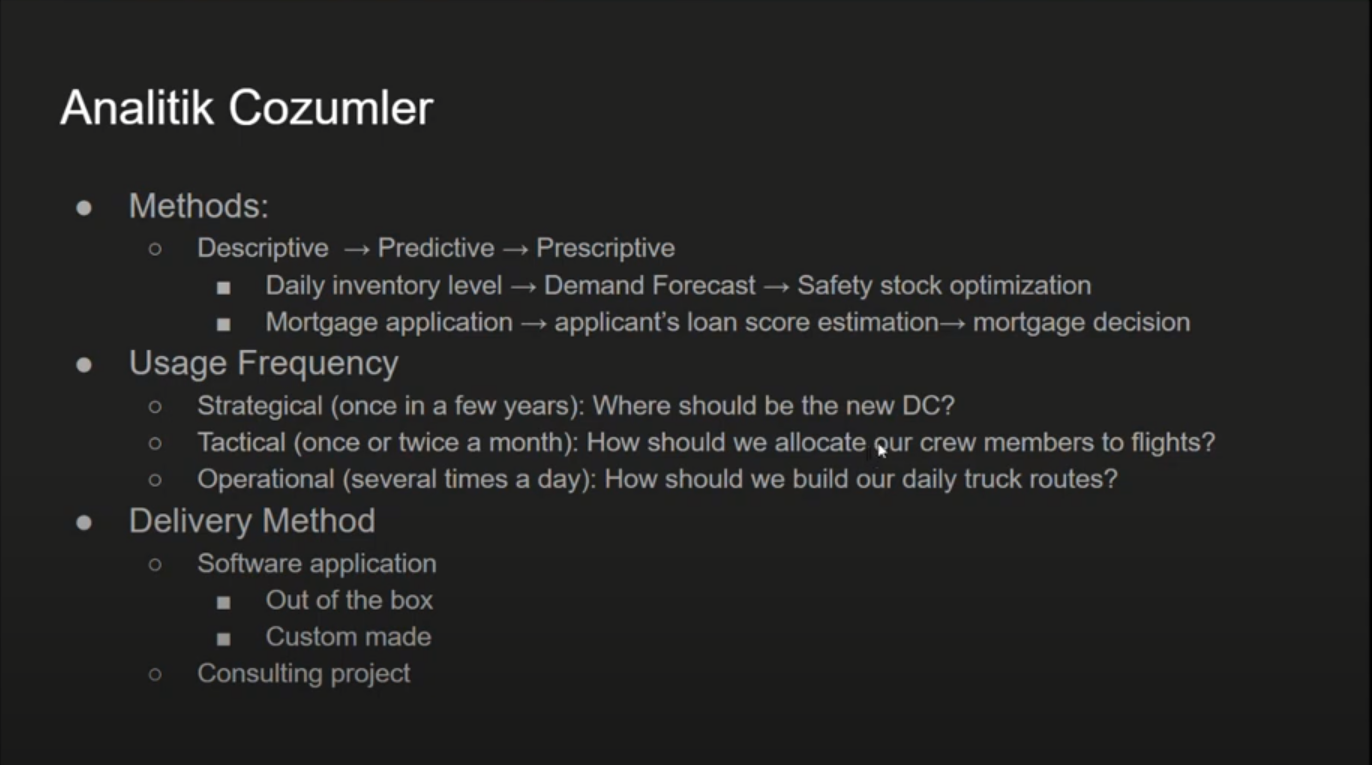 Analitik Cozumler
● Methods:
○ Descriptive → Predictive → Prescriptive
■ Daily inventory level → Demand Forecast → Safety stock optimization
■ Mortgage application → applicant’s loan score estimation→ mortgage decision
● Usage Frequency
○ Strategical (once in a few years): Where should be the new DC?
○ Tactical (once or twice a month): How should we allocate our crew members to flights?
○ Operational (several times a day): How should we build our daily truck routes?
● Delivery Method
○ Software application
■ Out of the box
■ Custom made
○ Consulting project